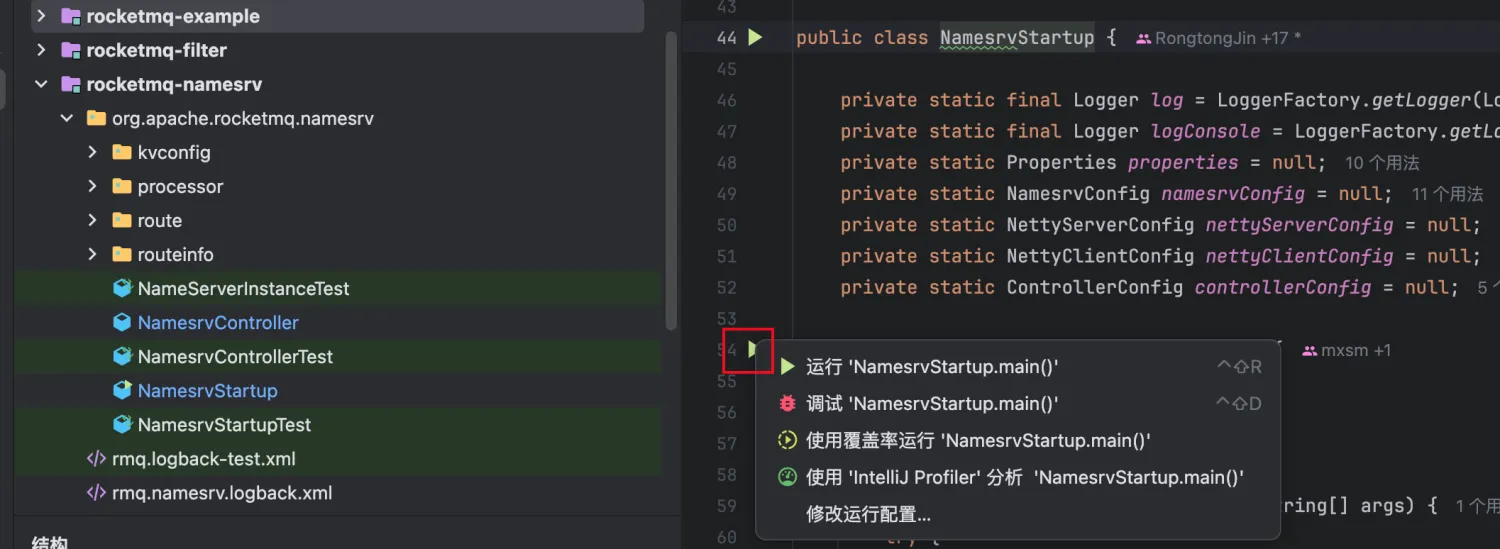 rocketmq-example
rocketmq-filter
rocketmq-namesrv
org.apache.rocketmq.namesrv
kvconfig
processor
route
routeinfo
NameServerInstanceTest
NamesrvController
NamesrvControllerTest
NamesrvStartup
NamesrvStartupTest
rmq.logback-test.xml
rmq.namesrv.logback.xml
结构
43
44 public class NamesrvStartup { RongtongJin +17 *
45
46 private static final Logger log = LoggerFactory.getLogger(Lo
47 private static final Logger logConsole = LoggerFactory.getLo
48 private static Properties properties = null; 10 个用法
49 private static NamesrvConfig namesrvConfig = null; 11 个用法
50 private static NettyServerConfig nettyServerConfig = null;
51 private static NettyClientConfig nettyClientConfig = null;
52 private static ControllerConfig controllerConfig = null; 5 个
53
54 { mxsm +1
55
56
57
58
59 ring[] args) { 1 个用
60 try {
运行 'NamesrvStartup.main()' ^⇧R
调试 'NamesrvStartup.main()' ^⇧D
使用覆盖率运行 'NamesrvStartup.main()'
使用 'IntelliJ Profiler' 分析 'NamesrvStartup.main()'
修改运行配置...